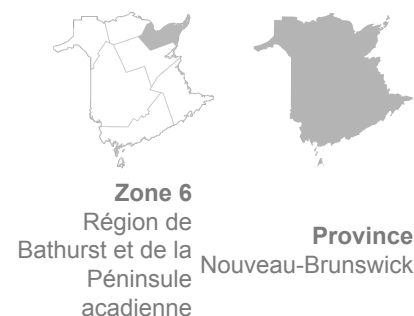 Zone 6
Région de
Bathurst et de la
Péninsule
acadienne
Province
Nouveau-Brunswick